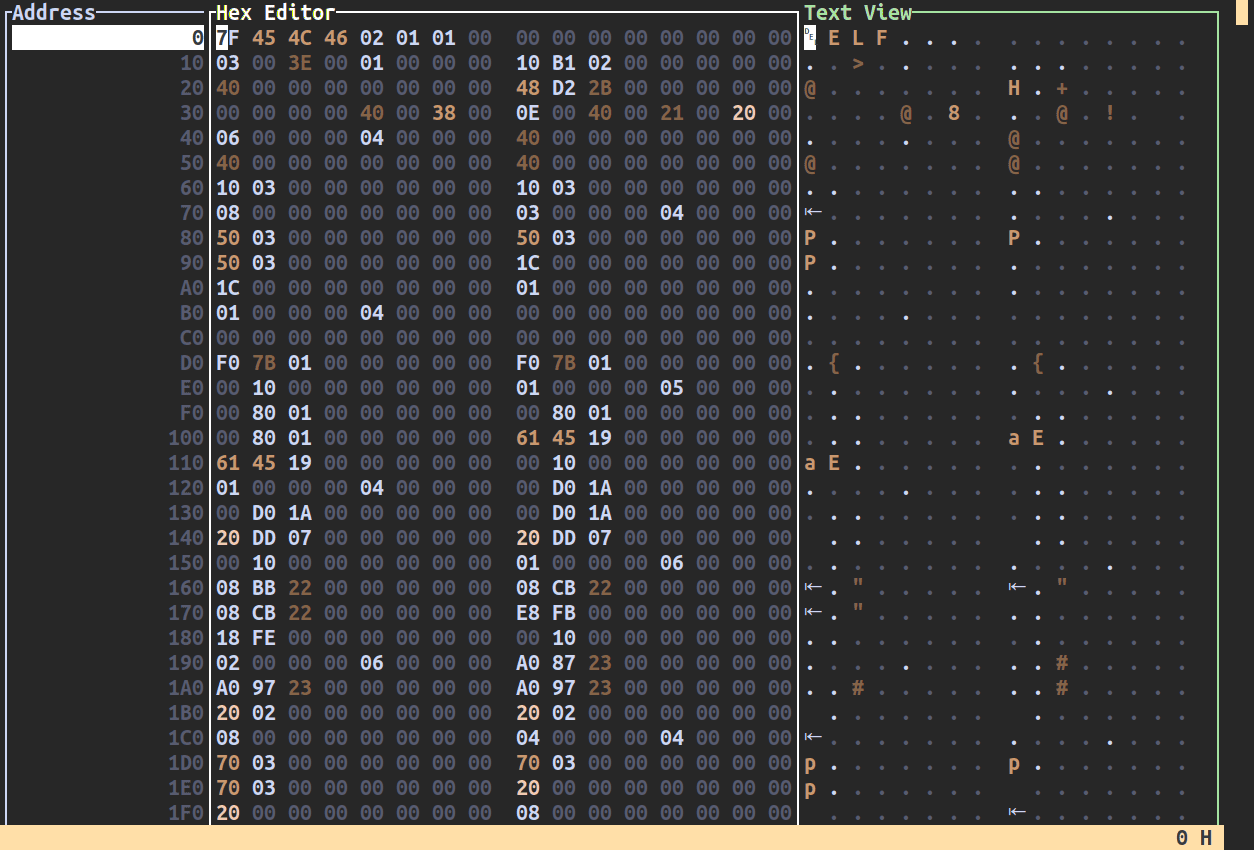 Address Hex Editor Text View
0 7F 45 4C 46 02 01 01 00 00 00 00 00 00 00 00 00 ␡ E L F . . . . . . . . . . . .
10 03 00 3E 00 01 00 00 00 10 B1 02 00 00 00 00 00 . . > . . . . . . . . . . . . .
20 40 00 00 00 00 00 00 00 48 D2 2B 00 00 00 00 00 @ . . . . . . . H . + . . . . .
30 00 00 00 00 40 00 38 00 0E 00 40 00 21 00 20 00 . . . . @ . 8 . . . @ . ! .   .
40 06 00 00 00 04 00 00 00 40 00 00 00 00 00 00 00 . . . . . . . . @ . . . . . . .
50 40 00 00 00 00 00 00 00 40 00 00 00 00 00 00 00 @ . . . . . . . @ . . . . . . .
60 10 03 00 00 00 00 00 00 10 03 00 00 00 00 00 00 . . . . . . . . . . . . . . . .
70 08 00 00 00 00 00 00 00 03 00 00 00 04 00 00 00 ⇤ . . . . . . . . . . . . . . .
80 50 03 00 00 00 00 00 00 50 03 00 00 00 00 00 00 P . . . . . . . P . . . . . . .
90 50 03 00 00 00 00 00 00 1C 00 00 00 00 00 00 00 P . . . . . . . . . . . . . . .
A0 1C 00 00 00 00 00 00 00 01 00 00 00 00 00 00 00 . . . . . . . . . . . . . . . .
B0 01 00 00 00 04 00 00 00 00 00 00 00 00 00 00 00 . . . . . . . . . . . . . . . .
C0 00 00 00 00 00 00 00 00 00 00 00 00 00 00 00 00 . . . . . . . . . . . . . . . .
D0 F0 7B 01 00 00 00 00 00 F0 7B 01 00 00 00 00 00 . { . . . . . . . { . . . . . .
E0 00 10 00 00 00 00 00 00 01 00 00 00 05 00 00 00 . . . . . . . . . . . . . . . .
F0 00 80 01 00 00 00 00 00 00 80 01 00 00 00 00 00 . . . . . . . . . . . . . . . .
100 00 80 01 00 00 00 00 00 61 45 19 00 00 00 00 00 . . . . . . . . a E . . . . . .
110 61 45 19 00 00 00 00 00 00 10 00 00 00 00 00 00 a E . . . . . . . . . . . . . .
120 01 00 00 00 04 00 00 00 00 D0 1A 00 00 00 00 00 . . . . . . . . . . . . . . . .
130 00 D0 1A 00 00 00 00 00 00 D0 1A 00 00 00 00 00 . . . . . . . . . . . . . . . .
140 20 DD 07 00 00 00 00 00 20 DD 07 00 00 00 00 00   . . . . . . .   . . . . . . .
150 00 10 00 00 00 00 00 00 01 00 00 00 06 00 00 00 . . . . . . . . . . . . . . . .
160 08 BB 22 00 00 00 00 00 08 CB 22 00 00 00 00 00 ⇤ . " . . . . . ⇤ . " . . . . .
170 08 CB 22 00 00 00 00 00 E8 FB 00 00 00 00 00 00 ⇤ . " . . . . . . . . . . . . .
180 18 FE 00 00 00 00 00 00 00 10 00 00 00 00 00 00 . . . . . . . . . . . . . . . .
190 02 00 00 00 06 00 00 00 A0 87 23 00 00 00 00 00 . . . . . . . . . . # . . . . .
1A0 A0 97 23 00 00 00 00 00 A0 97 23 00 00 00 00 00 . . # . . . . . . . # . . . . .
1B0 20 02 00 00 00 00 00 00 20 02 00 00 00 00 00 00   . . . . . . .   . . . . . . .
1C0 08 00 00 00 00 00 00 00 04 00 00 00 04 00 00 00 ⇤ . . . . . . . . . . . . . . .
1D0 70 03 00 00 00 00 00 00 70 03 00 00 00 00 00 00 p . . . . . . . p . . . . . . .
1E0 70 03 00 00 00 00 00 00 20 00 00 00 00 00 00 00 p . . . . . . .   . . . . . . .
1F0 20 00 00 00 00 00 00 00 08 00 00 00 00 00 00 00   . . . . . . . ⇤ . . . . . . .
0 H